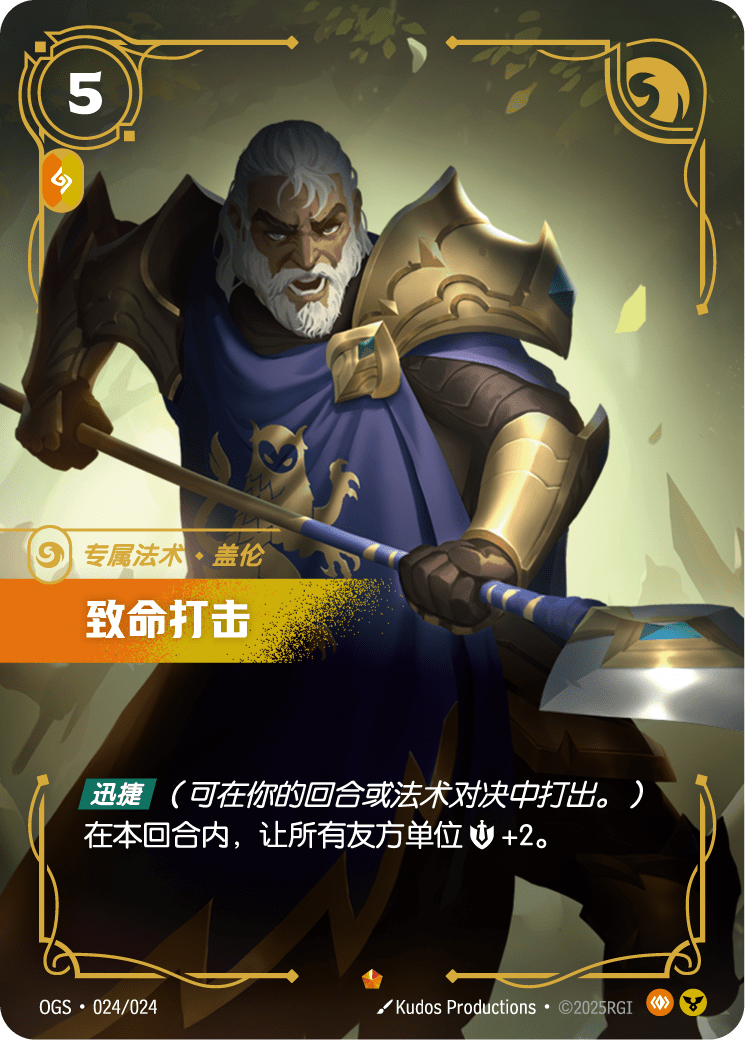 5
专属法术・盖伦
致命打击
迅捷（可在你的回合或法术对决中打出。）
在本回合内，让所有友方单位 +2。
OGS • 024/024
Kudos Productions • ©2025RGI